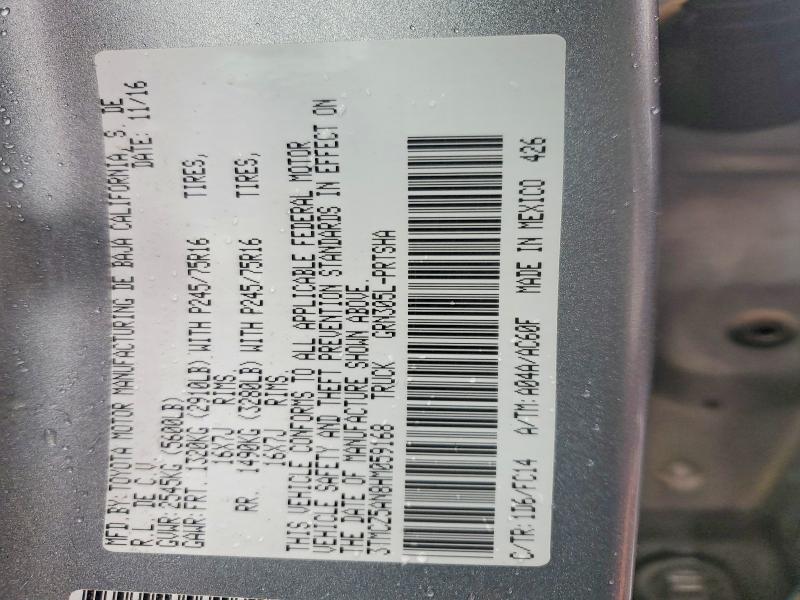 MFD. BY: TOYOTA MOTOR MANUFACTURING DE BAJA CALIFORNIA, S. DE
R.L. DE C.V. DATE: 11/16
GVWR: 2545KG (5600LB)
GAWR: FRT. 1320KG (2910LB) WITH P245/75R16 TIRES,
16X7J RIMS.
RR. 1490KG (3280LB) WITH P245/75R16 TIRES,
16X7J RIMS.
THIS VEHICLE CONFORMS TO ALL APPLICABLE FEDERAL MOTOR
VEHICLE SAFETY AND THEFT PREVENTION STANDARDS IN EFFECT ON
THE DATE OF MANUFACTURE SHOWN ABOVE.
3TMCZ5AN8HM059168 TRUCK GRN305L-PRTSHA
C/TR: 1D6/FC14 A/TM: A04A/AC60F MADE IN MEXICO 426